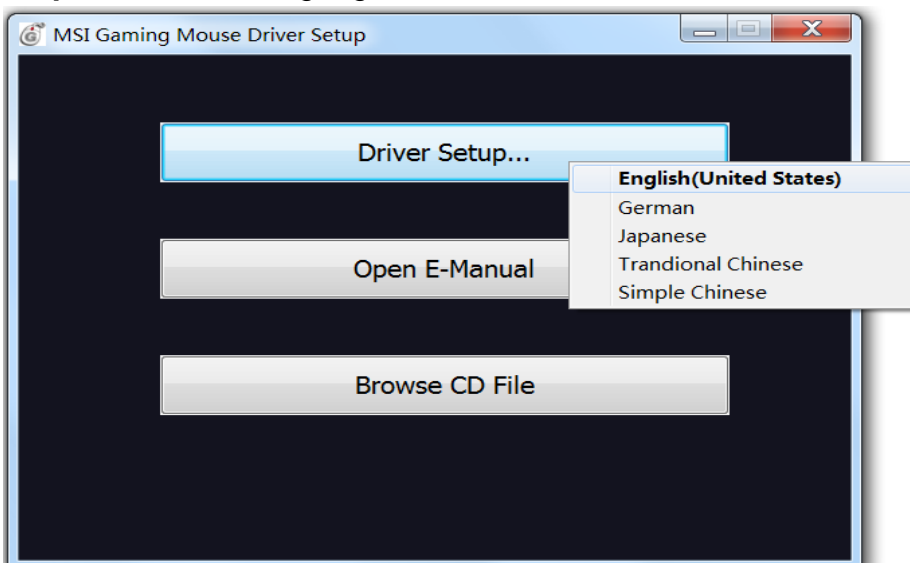 MSI Gaming Mouse Driver Setup
Driver Setup...
English(United States)
German
Japanese
Trandional Chinese
Simple Chinese
Open E-Manual
Browse CD File